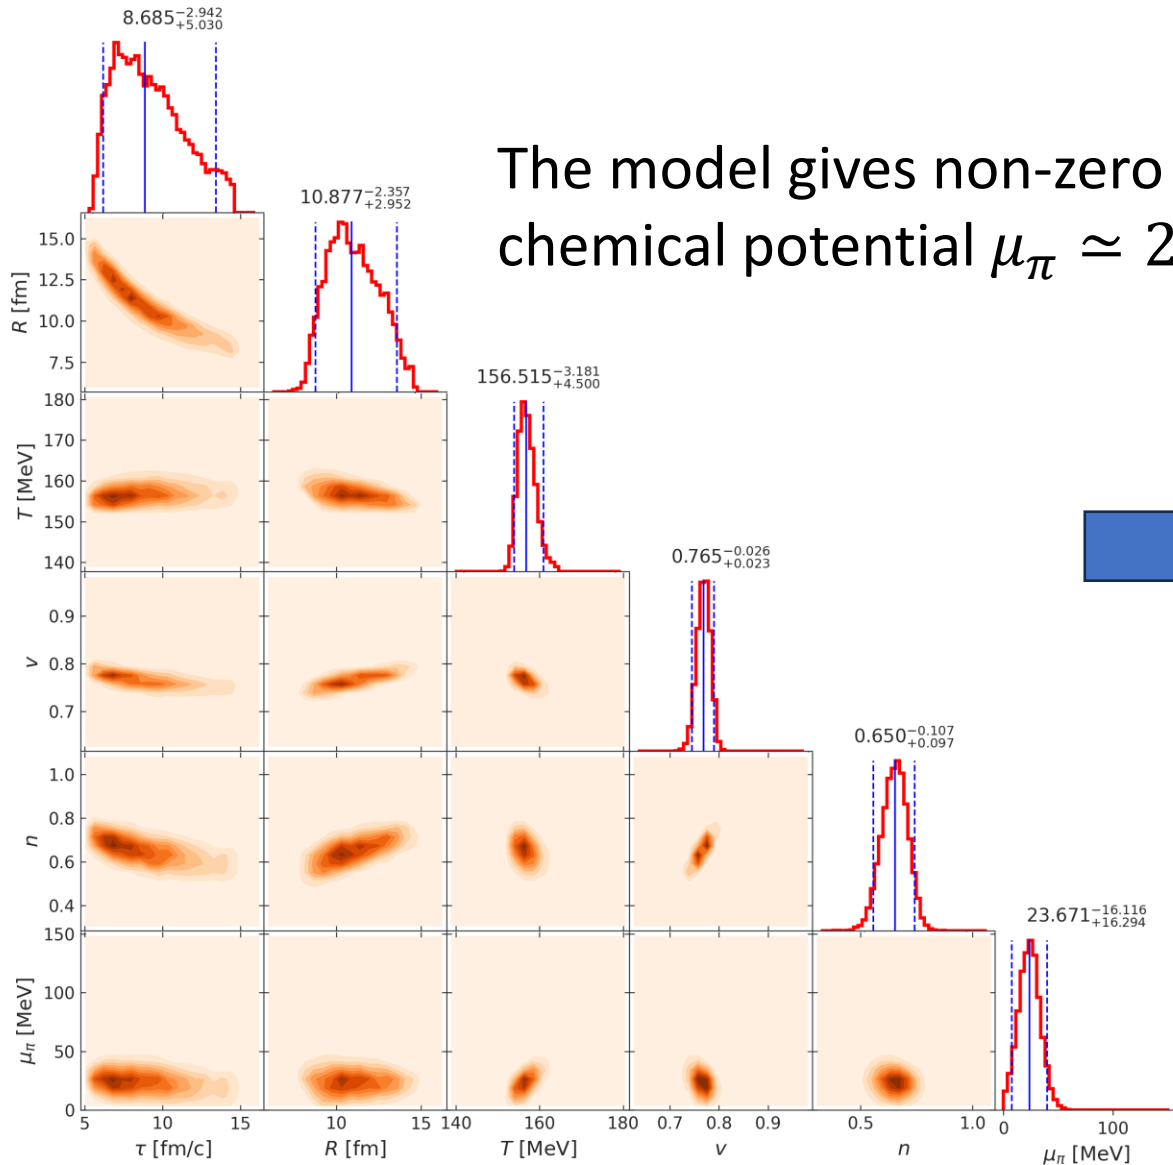 8.685 −2.942 +5.030
The model gives non-zero
10.877 −2.357 +2.952
chemical potential μπ ≃ 2
15.0
12.5
10.0
7.5
R [fm]
156.515 −3.181 +4.500
180
170
160
150
140
T [MeV]
0.765 −0.026 +0.023
0.9
0.8
0.7
v
0.650 −0.107 +0.097
1.0
0.8
0.6
0.4
n
23.671 −16.116 +16.294
150
100
50
0
μπ [MeV]
5 10 15 10 15 140 160 180 0.7 0.8 0.9 0.5 1.0 0 100
τ [fm/c] R [fm] T [MeV] v n μπ [MeV]